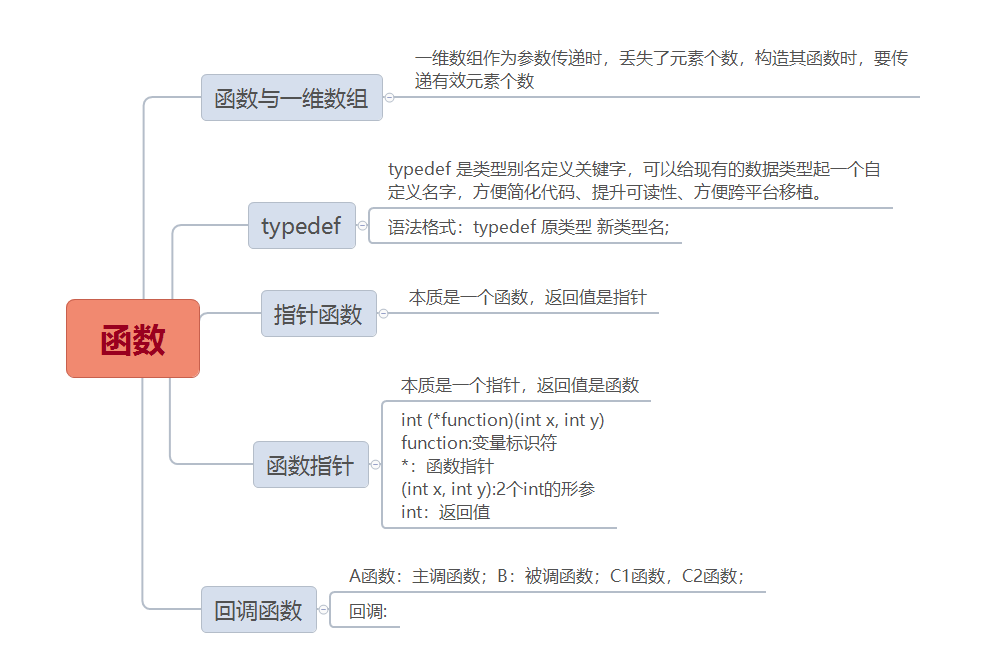 一维数组作为参数传递时，丢失了元素个数，构造其函数时，要传
递有效元素个数
函数与一维数组
typedef 是类型别名定义关键字，可以给现有的数据类型起一个自
定义名字，方便简化代码、提升可读性、方便跨平台移植。
typedef
语法格式：typedef 原类型 新类型名;
本质是一个函数，返回值是指针
指针函数
函数
本质是一个指针，返回值是函数
int (*function)(int x, int y)
function:变量标识符
*：函数指针
(int x, int y):2个int的形参
int：返回值
函数指针
A函数：主调函数；B：被调函数；C1函数，C2函数；
回调函数
回调: